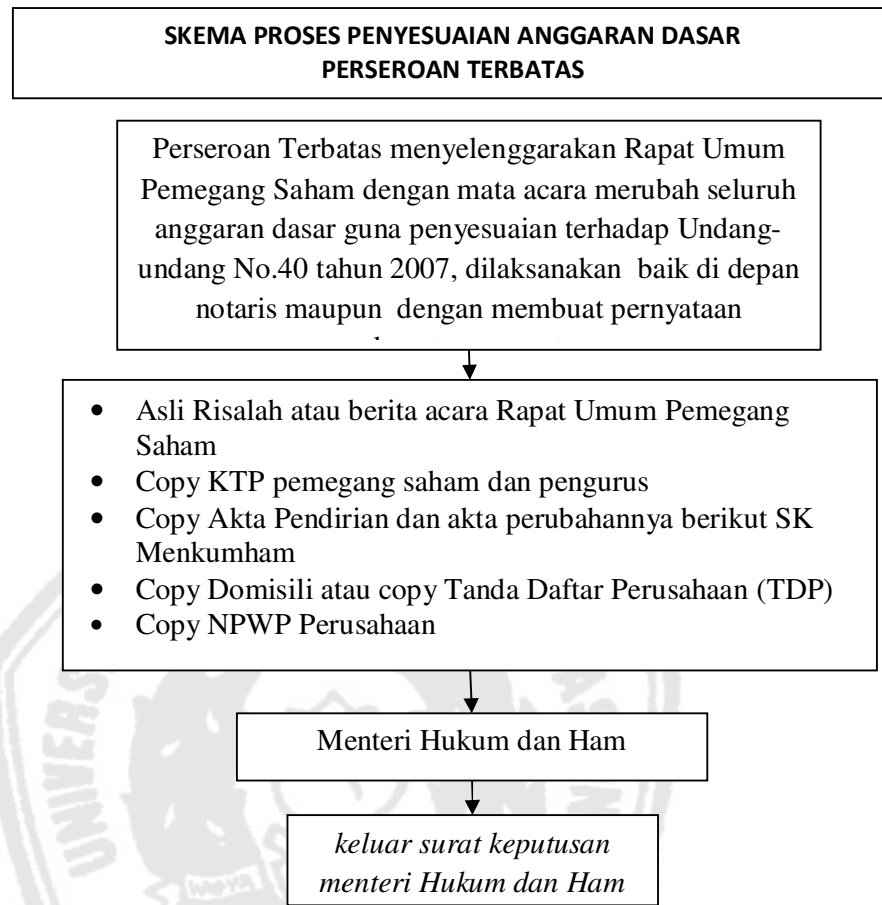 SKEMA PROSES PENYESUAIAN ANGGARAN DASAR
PERSEROAN TERBATAS
Perseroan Terbatas menyelenggarakan Rapat Umum
Pemegang Saham dengan mata acara merubah seluruh
anggaran dasar guna penyesuaian terhadap Undang-
undang No.40 tahun 2007, dilaksanakan baik di depan
notaris maupun dengan membuat pernyataan
• Asli Risalah atau berita acara Rapat Umum Pemegang
Saham
• Copy KTP pemegang saham dan pengurus
• Copy Akta Pendirian dan akta perubahannya berikut SK
Menkumham
• Copy Domisili atau copy Tanda Daftar Perusahaan (TDP)
• Copy NPWP Perusahaan
Menteri Hukum dan Ham
keluar surat keputusan
menteri Hukum dan Ham